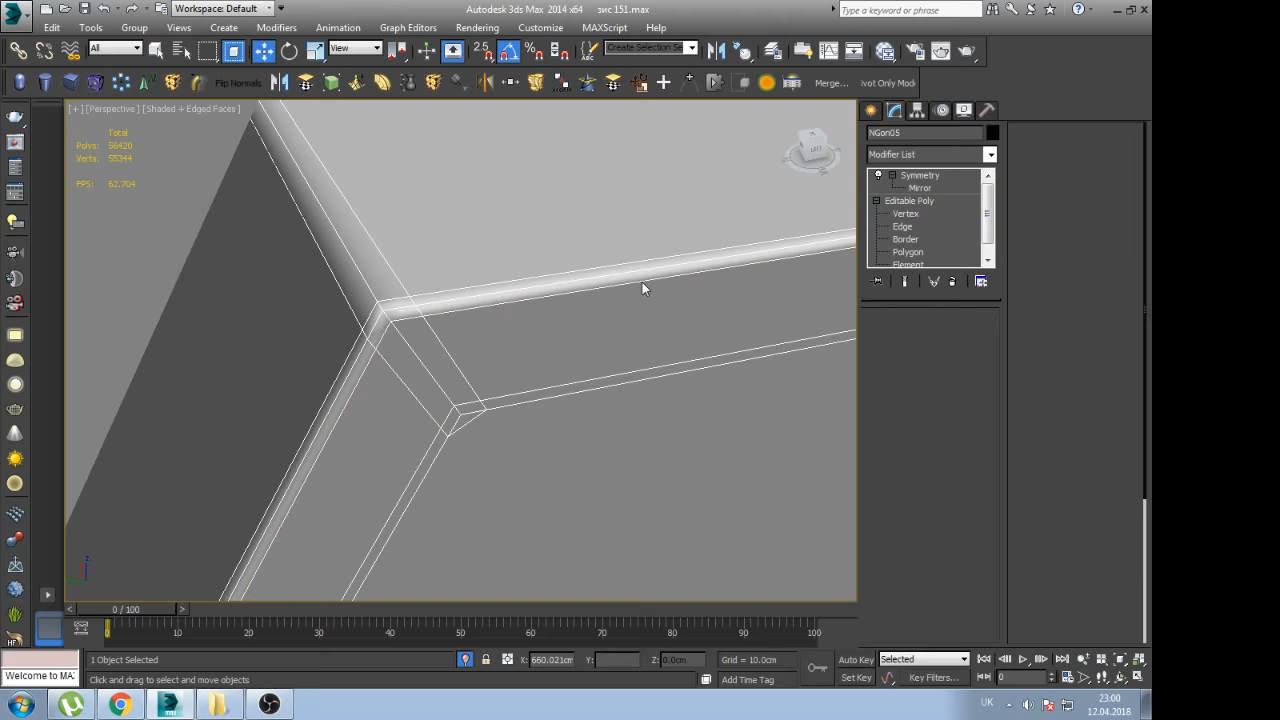 Workspace: Default
Autodesk 3ds Max 2014 x64 зис 151.max
Type a keyword or phrase
Edit Tools Group Views Create Modifiers Animation Graph Editors Rendering Customize MAXScript Help
All View 2.5 Create Selection Se
Flip Normals Merge... ivot Only Mod
[+] [Perspective] [Shaded + Edged Faces]
Total
Polys: 56420
Verts: 55344
FPS: 62.704
LEFT
NGon05
Modifier List
Symmetry
Mirror
Editable Poly
Vertex
Edge
Border
Polygon
Element
z
HF
0 / 100
0 10 20 30 40 50 60 70 80 90 100
1 Object Selected X: 660.021cm Y: Z: 0.0cm Grid = 10.0cm Auto Key Selected
Welcome to MA Click and drag to select and move objects Add Time Tag Set Key Key Filters... 0
UK 23:00
12.04.2018